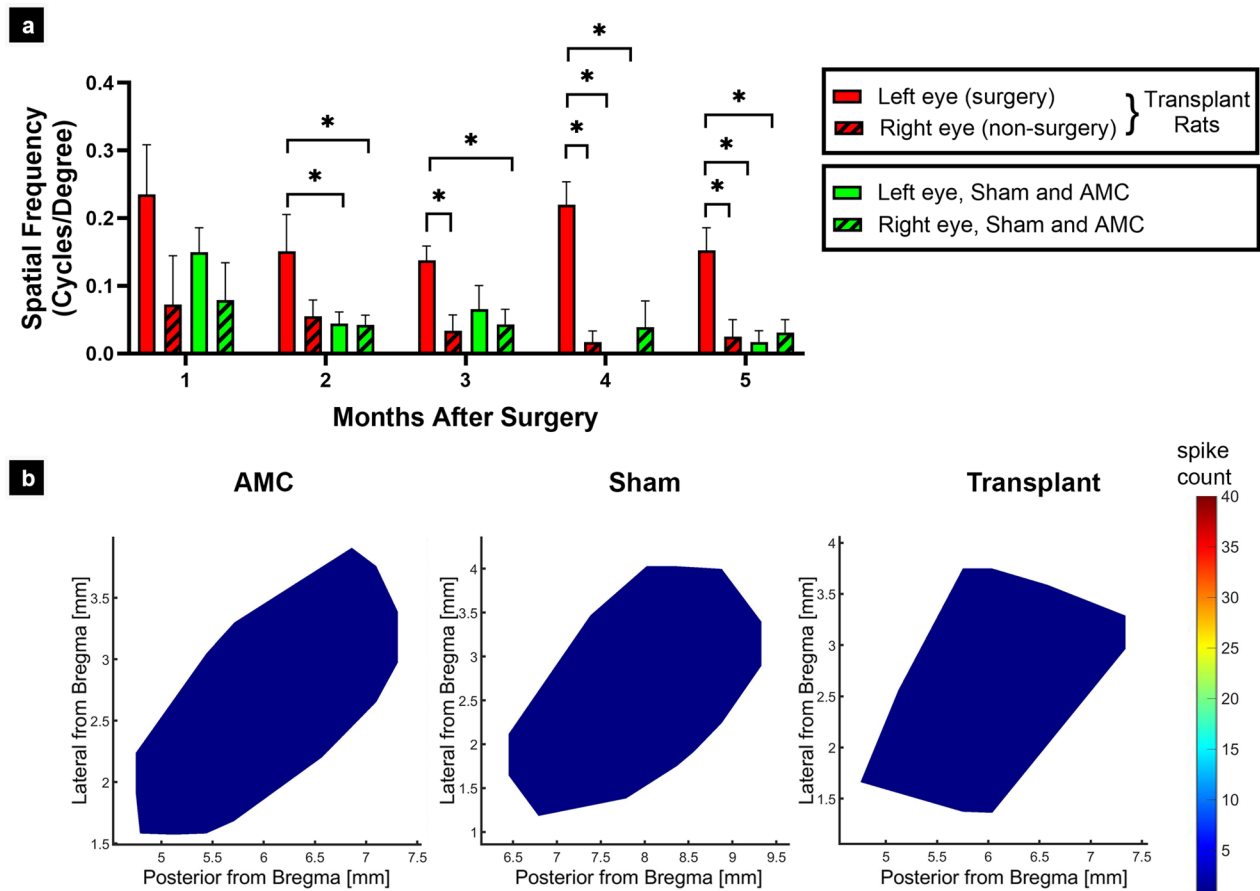 a
* * * * * * * * * * *
0.4
0.3
0.2
0.1
0.0
Spatial Frequency
(Cycles/Degree)
1 2 3 4 5
Months After Surgery
Left eye (surgery)
Right eye (non-surgery)
} Transplant
Rats
Left eye, Sham and AMC
Right eye, Sham and AMC
b
AMC
Lateral from Bregma [mm]
3.5
3
2.5
2
1.5
5 5.5 6 6.5 7 7.5
Posterior from Bregma [mm]
Sham
Lateral from Bregma [mm]
4
3.5
3
2.5
2
1.5
1
6.5 7 7.5 8 8.5 9 9.5
Posterior from Bregma [mm]
Transplant
Lateral from Bregma [mm]
4
3.5
3
2.5
2
1.5
5 5.5 6 6.5 7 7.5
Posterior from Bregma [mm]
spike
count
40
35
30
25
20
15
10
5